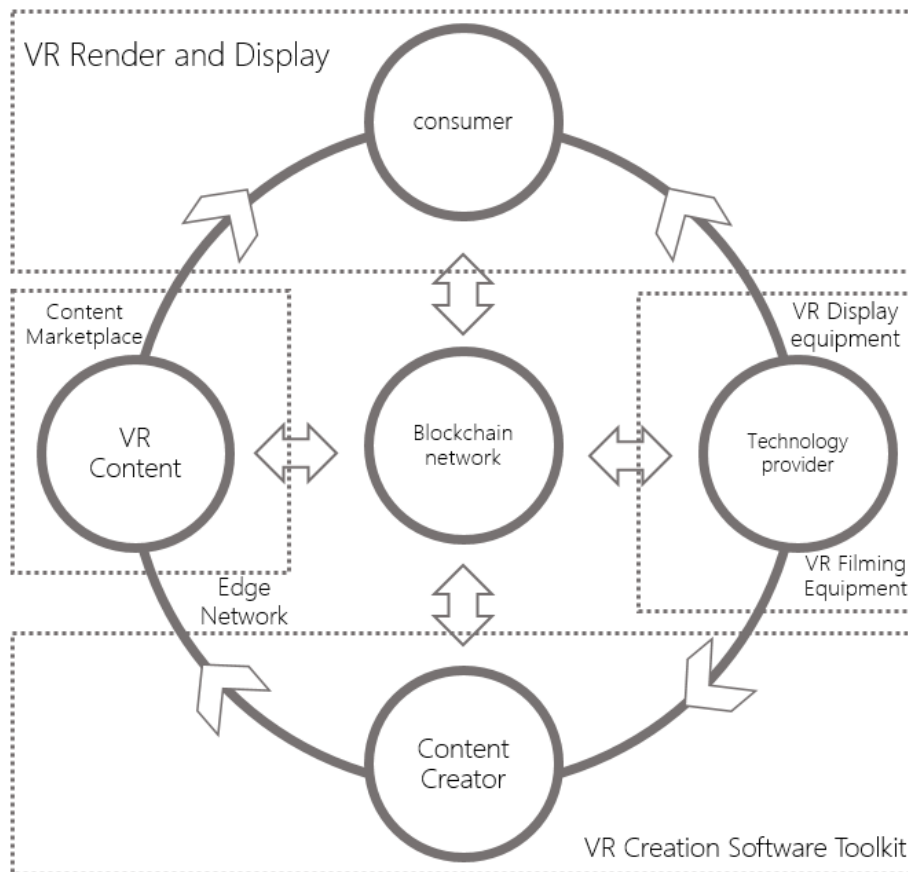 VR Render and Display
consumer
Content
Marketplace
VR Display
equipment
VR
Content
Blockchain
network
Technology
provider
VR Filming
Equipment
Edge
Network
Content
Creator
VR Creation Software Toolkit